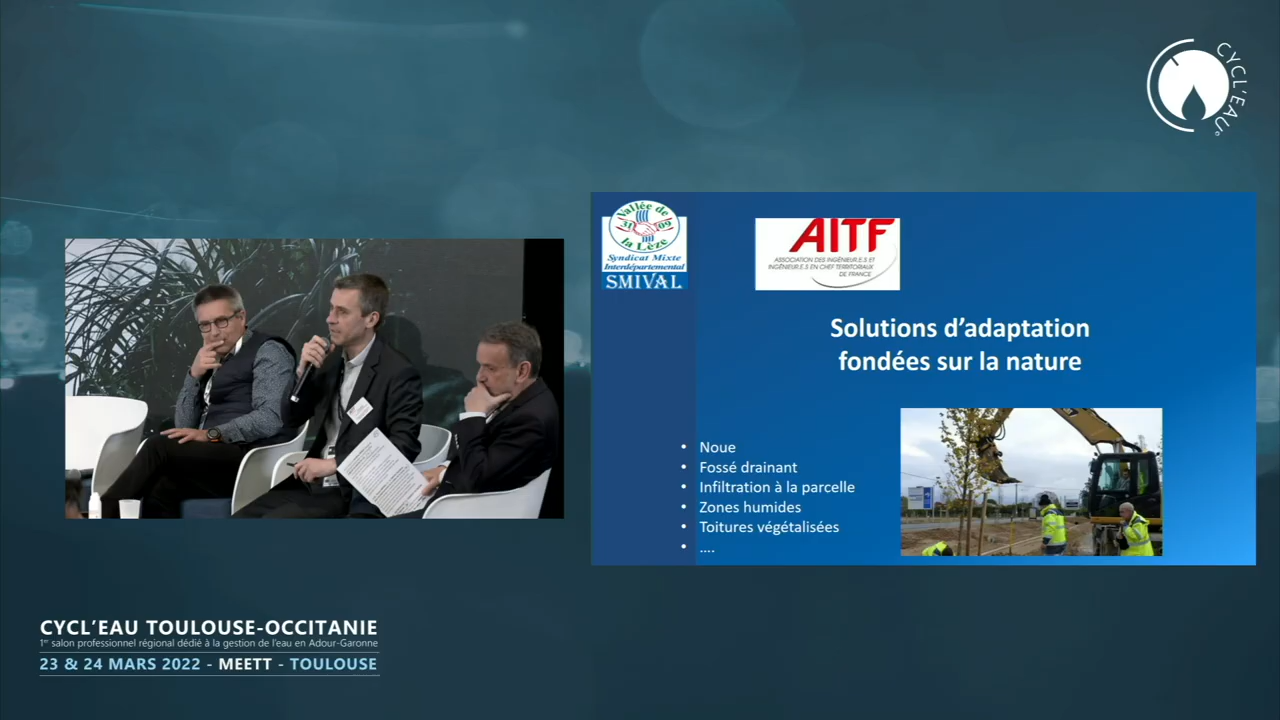 CYCL'EAU
Vallée de
31 09
la Lèze
Syndicat Mixte
Interdépartemental
SMIVAL
AITF
ASSOCIATION DES INGÉNIEUR.E.S ET
INGÉNIEUR.E.S EN CHEF TERRITORIAUX
DE FRANCE
Solutions d'adaptation
fondées sur la nature
• Noue
• Fossé drainant
• Infiltration à la parcelle
• Zones humides
• Toitures végétalisées
• ....
CYCL'EAU TOULOUSE-OCCITANIE
1er salon professionnel régional dédié à la gestion de l'eau en Adour-Garonne
23 & 24 MARS 2022 - MEETT - TOULOUSE